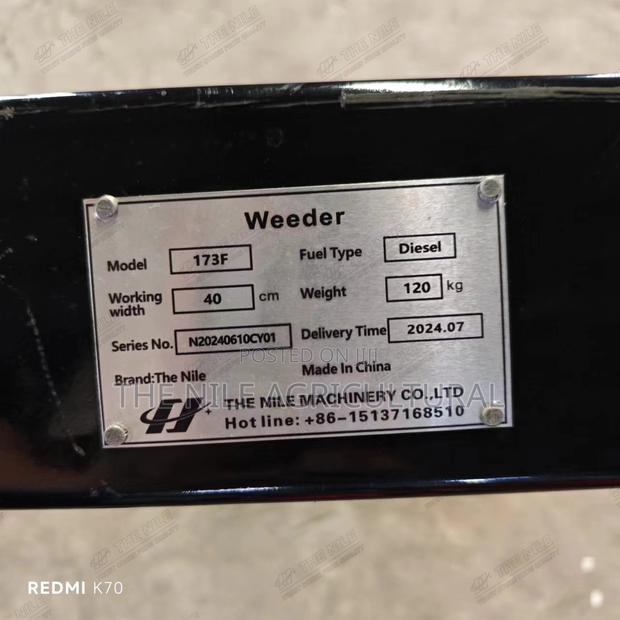 Weeder
Model 173F Fuel Type Diesel
Working width 40 cm Weight 120 kg
Series No. N20240610CY01 Delivery Time 2024.07
Brand:The Nile Made In China
THE NILE MACHINERY CO.,LTD
Hot line: +86-15137168510
POSTED ON
THE NILE AGRICULTURAL
THE NILE
REDMI K70